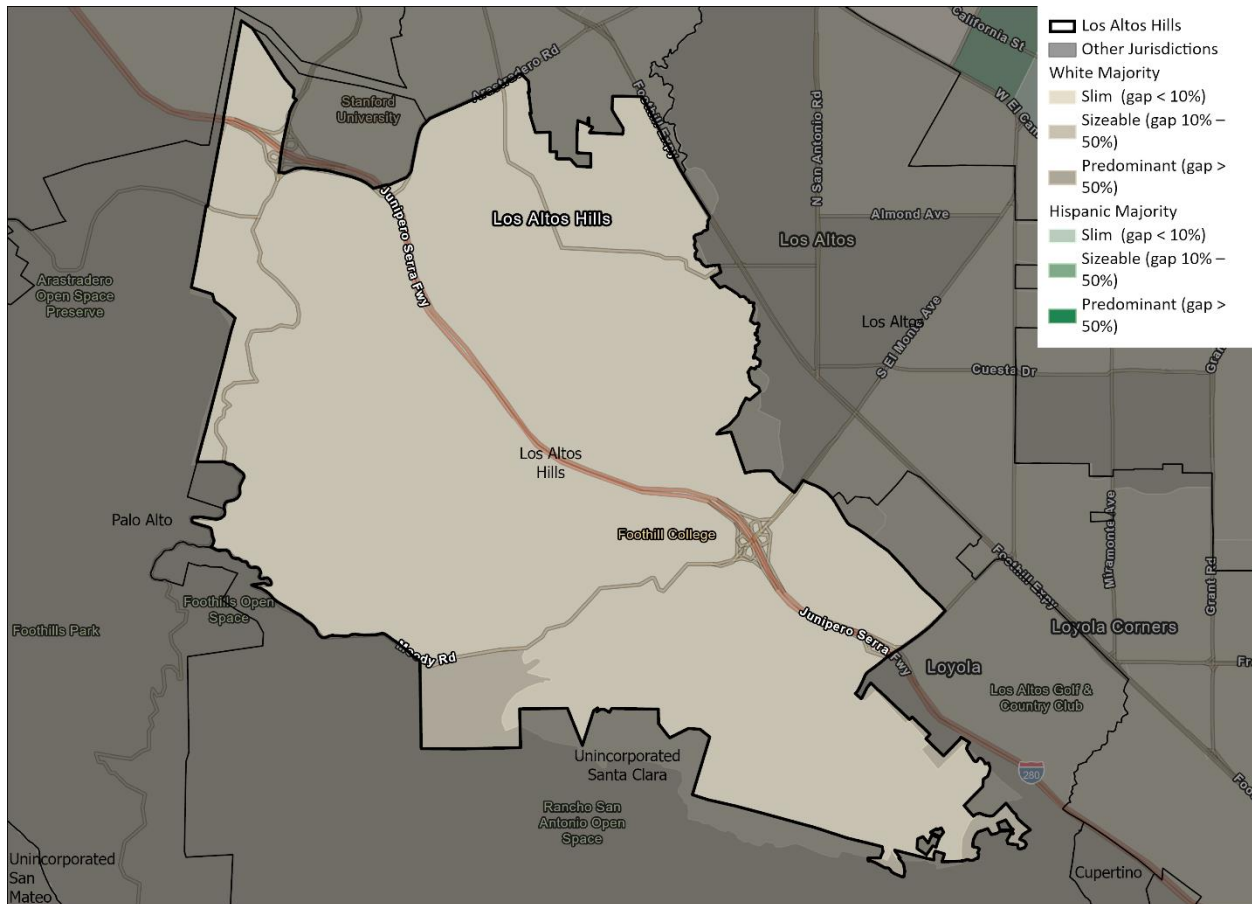 California St
W El Cam
Arastradero Rd
Foothill Expy
Stanford
University
N San Antonio Rd
Los Altos Hills
Junipero Serra Fwy
Almond Ave
Los Altos
Arastradero
Open Space
Preserve
Los Altos
S El Monte Ave
Cuesta Dr
Gran
Los Altos
Hills
Palo Alto
Foothill College
Foothill Expy
Miramonte Ave
Grant Rd
Foothills Open
Space
Foothills Park
Moody Rd
Junipero Serra Fwy
Loyola Corners
Fr
Loyola
Los Altos Golf &
Country Club
Unincorporated
Santa Clara
280
Foo
Rancho San
Antonio Open
Space
Unincorporated
San
Mateo
Cupertino
Los Altos Hills
Other Jurisdictions
White Majority
Slim (gap < 10%)
Sizeable (gap 10% –
50%)
Predominant (gap >
50%)
Hispanic Majority
Slim (gap < 10%)
Sizeable (gap 10% –
50%)
Predominant (gap >
50%)